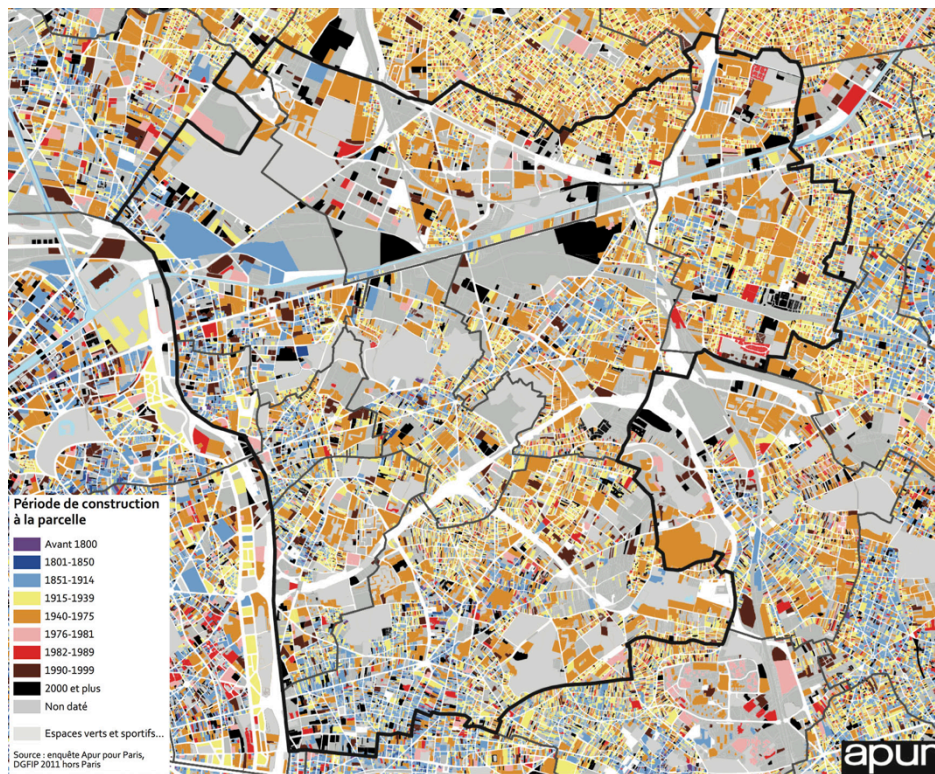 Période de construction
à la parcelle
Avant 1800
1801-1850
1851-1914
1915-1939
1940-1975
1976-1981
1982-1989
1990-1999
2000 et plus
Non daté
Espaces verts et sportifs...
Source : enquête Apur pour Paris,
DGFIP 2011 hors Paris
apur